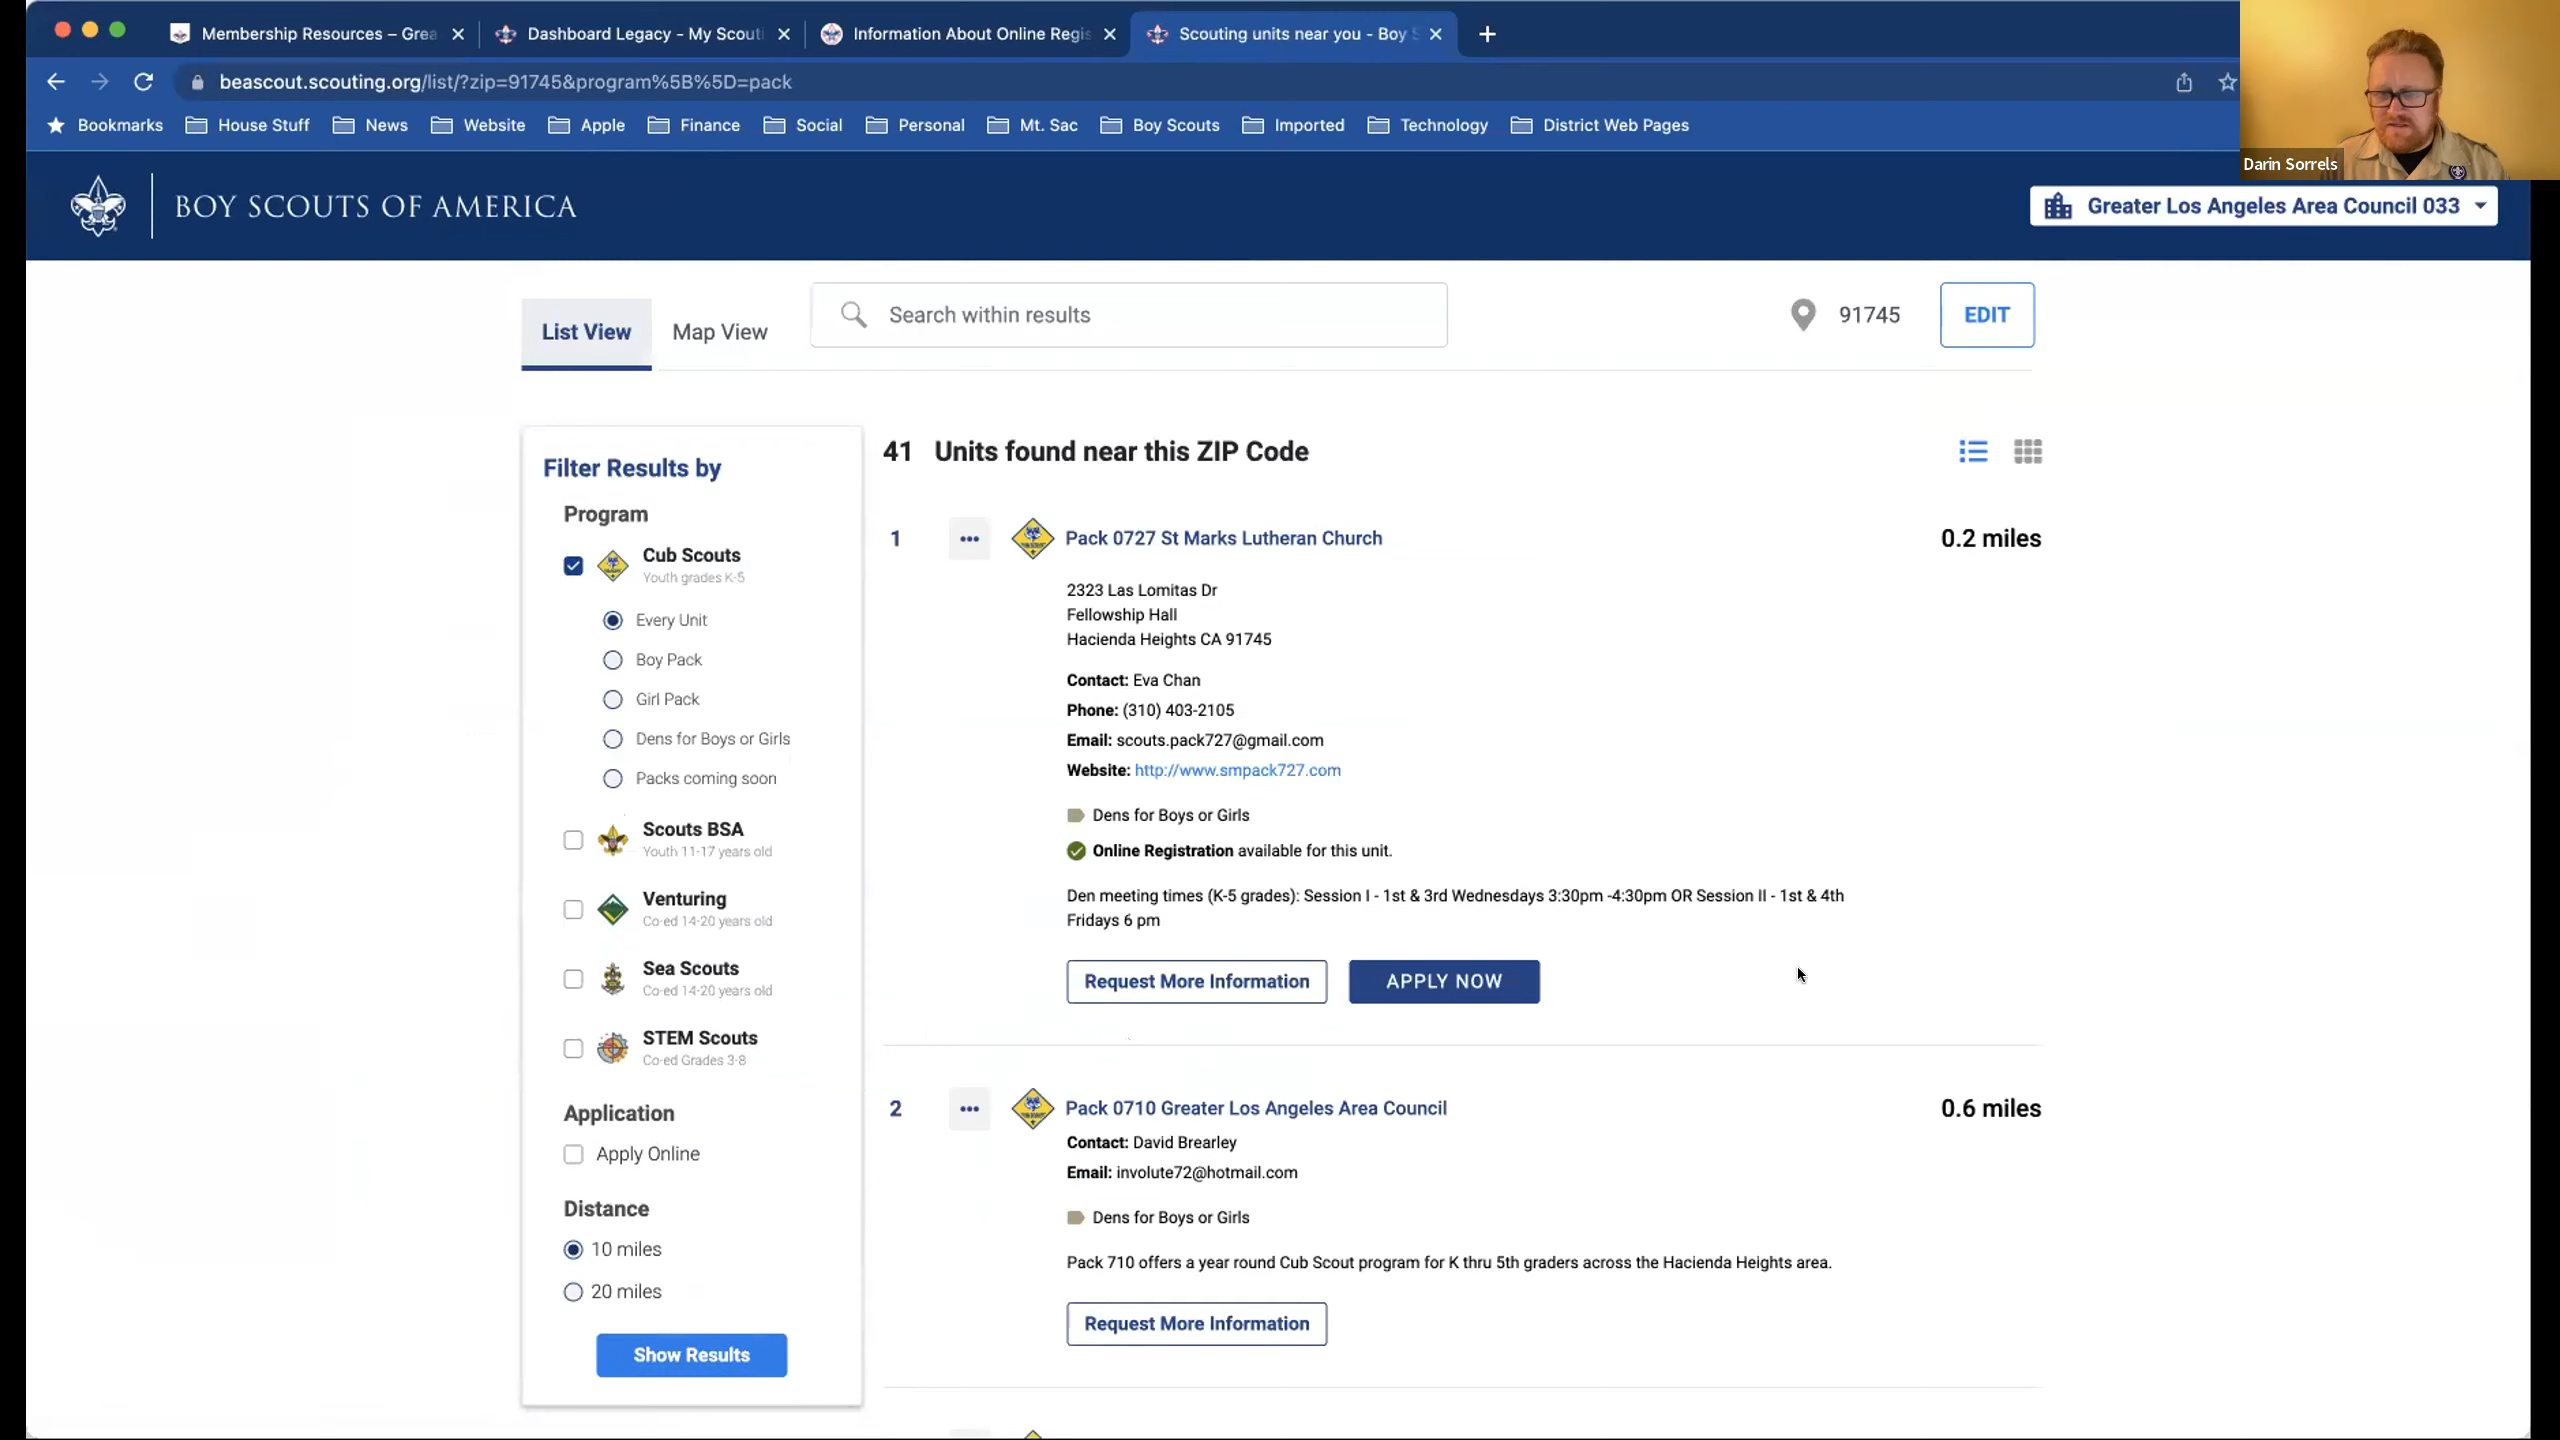 Membership Resources – Grea
Dashboard Legacy - My Scouti
Information About Online Regis
Scouting units near you - Boy S
beascout.scouting.org/list/?zip=91745&program%5B%5D=pack
Bookmarks House Stuff News Website Apple Finance Social Personal Mt. Sac Boy Scouts Imported Technology District Web Pages
Darin Sorrels
BOY SCOUTS OF AMERICA
Greater Los Angeles Area Council 033
List View Map View
Search within results
91745
EDIT
Filter Results by
Program
Cub Scouts
Youth grades K-5
Every Unit
Boy Pack
Girl Pack
Dens for Boys or Girls
Packs coming soon
Scouts BSA
Youth 11-17 years old
Venturing
Co-ed 14-20 years old
Sea Scouts
Co-ed 14-20 years old
STEM Scouts
Co-ed Grades 3-8
Application
Apply Online
Distance
10 miles
20 miles
Show Results
41 Units found near this ZIP Code
1 ••• Pack 0727 St Marks Lutheran Church 0.2 miles
2323 Las Lomitas Dr
Fellowship Hall
Hacienda Heights CA 91745
Contact: Eva Chan
Phone: (310) 403-2105
Email: scouts.pack727@gmail.com
Website: http://www.smpack727.com
Dens for Boys or Girls
Online Registration available for this unit.
Den meeting times (K-5 grades): Session I - 1st & 3rd Wednesdays 3:30pm -4:30pm OR Session II - 1st & 4th
Fridays 6 pm
Request More Information APPLY NOW
2 ••• Pack 0710 Greater Los Angeles Area Council 0.6 miles
Contact: David Brearley
Email: involute72@hotmail.com
Dens for Boys or Girls
Pack 710 offers a year round Cub Scout program for K thru 5th graders across the Hacienda Heights area.
Request More Information